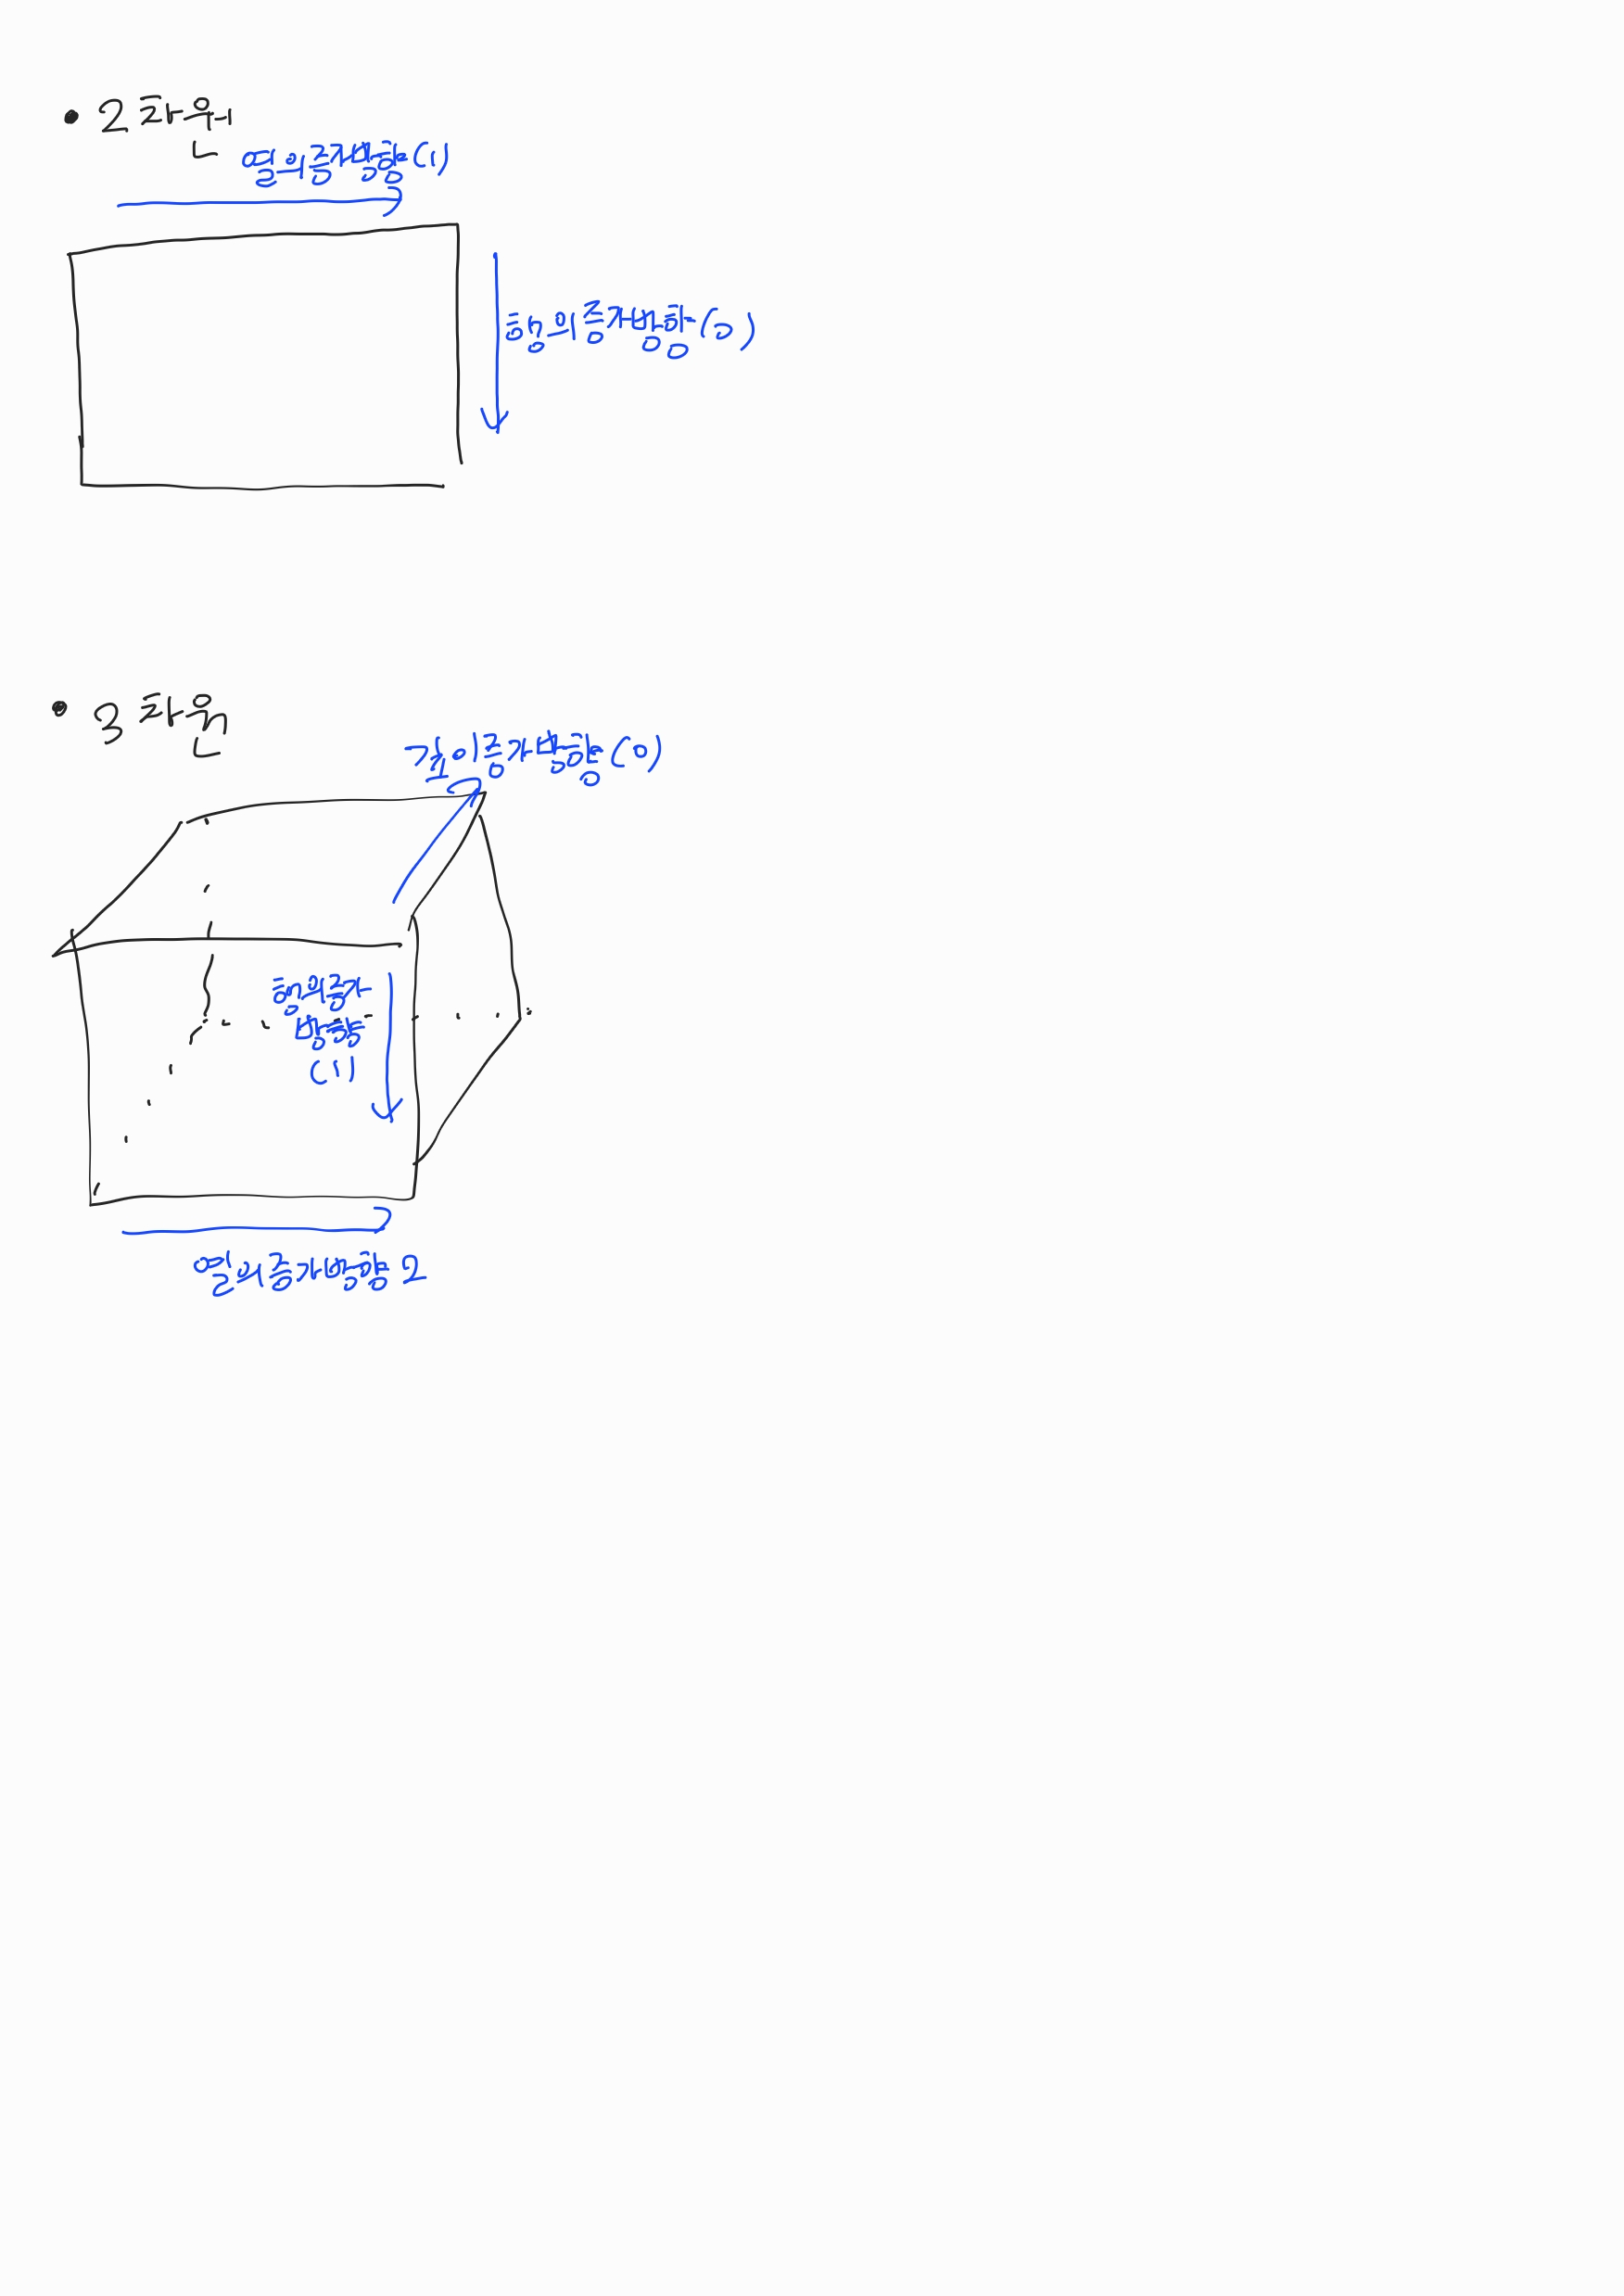 • 2차원
열의증가방향(1)
행의증가방향(0)
• 3차원
깊이증가방향(0)
행의증가
방향
(1)
열의증가방향 2